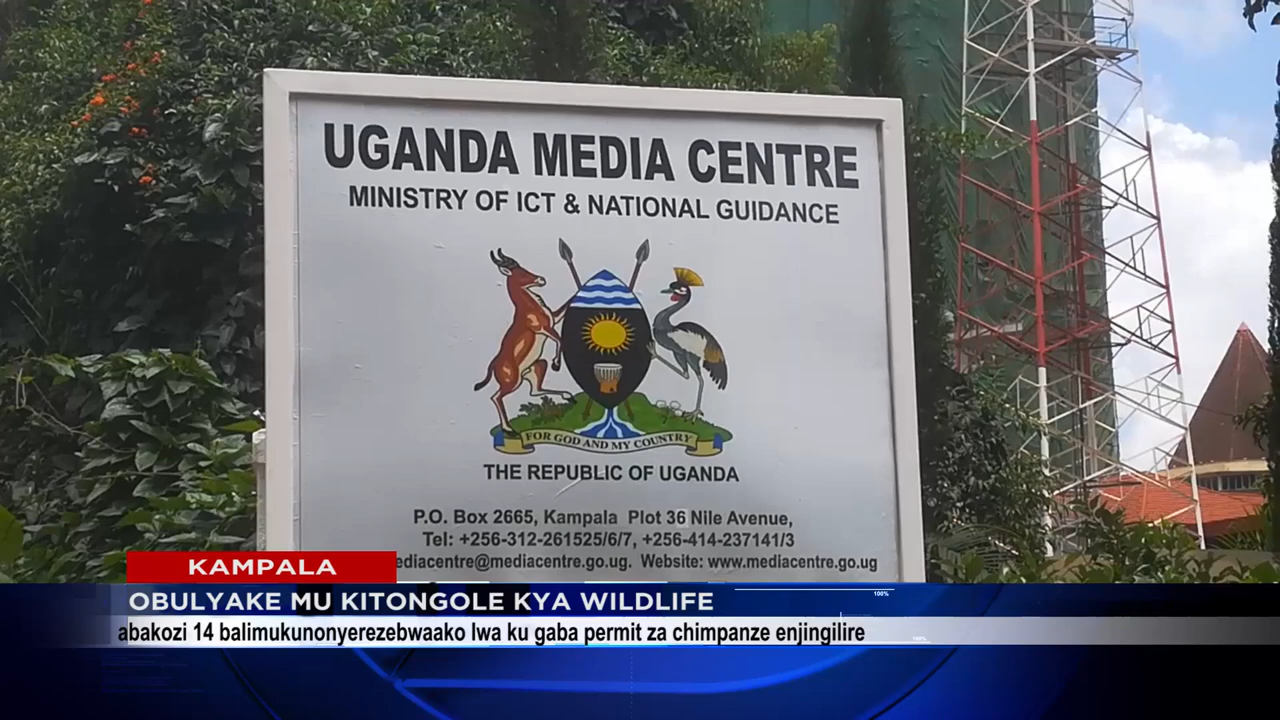 UGANDA MEDIA CENTRE
MINISTRY OF ICT & NATIONAL GUIDANCE
FOR GOD AND MY COUNTRY
THE REPUBLIC OF UGANDA
P.O. Box 2665, Kampala Plot 36 Nile Avenue,
Tel: +256-312-261525/6/7, +256-414-237141/3
ediacentre@mediacentre.go.ug. Website: www.mediacentre.go.ug
KAMPALA
OBULYAKE MU KITONGOLE KYA WILDLIFE
100%
abakozi 14 balimukunonyerezebwaako lwa ku gaba permit za chimpanze enjingilire
100%